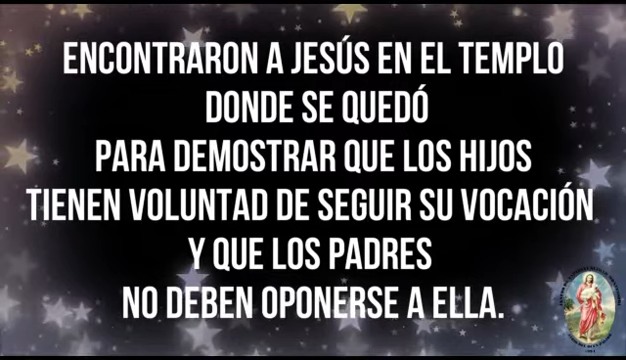 ENCONTRARON A JESÚS EN EL TEMPLO
DONDE SE QUEDÓ
PARA DEMOSTRAR QUE LOS HIJOS
TIENEN VOLUNTAD DE SEGUIR SU VOCACIÓN
Y QUE LOS PADRES
NO DEBEN OPONERSE A ELLA.